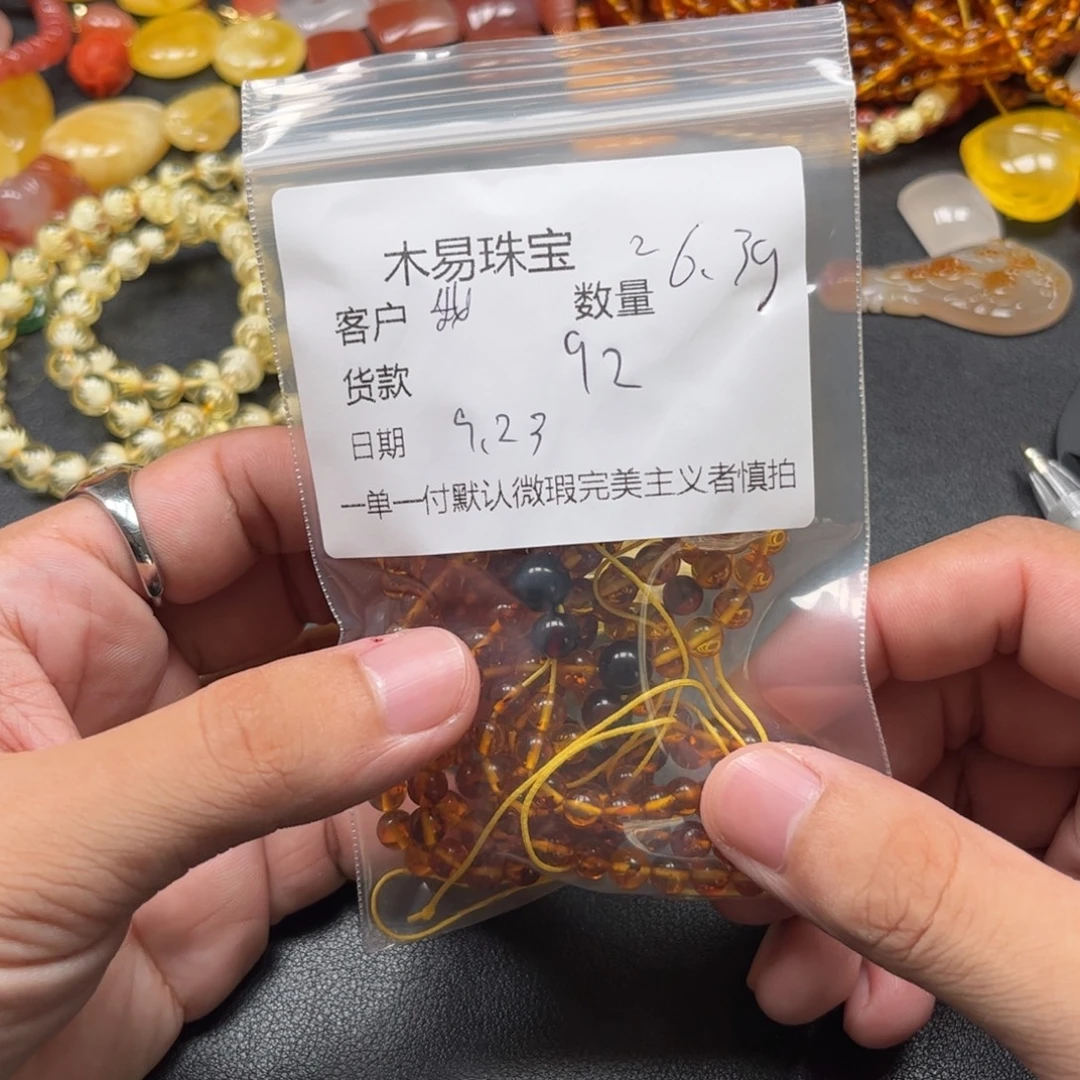 木易珠宝 26.3g
客户 数量
货款 92
日期 9.23
一单一付默认微瑕完美主义者慎拍